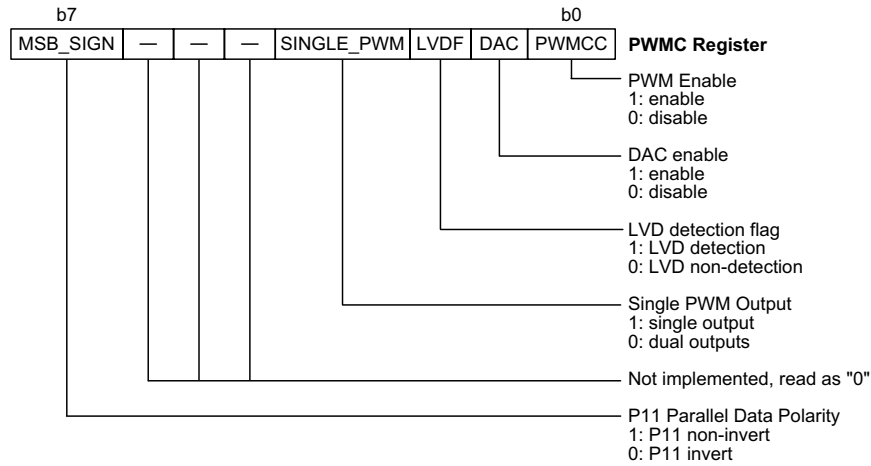 b7 b0
MSB_SIGN — — — SINGLE_PWM LVDF DAC PWMCC PWMC Register
PWM Enable
1: enable
0: disable
DAC enable
1: enable
0: disable
LVD detection flag
1: LVD detection
0: LVD non-detection
Single PWM Output
1: single output
0: dual outputs
Not implemented, read as "0"
P11 Parallel Data Polarity
1: P11 non-invert
0: P11 invert